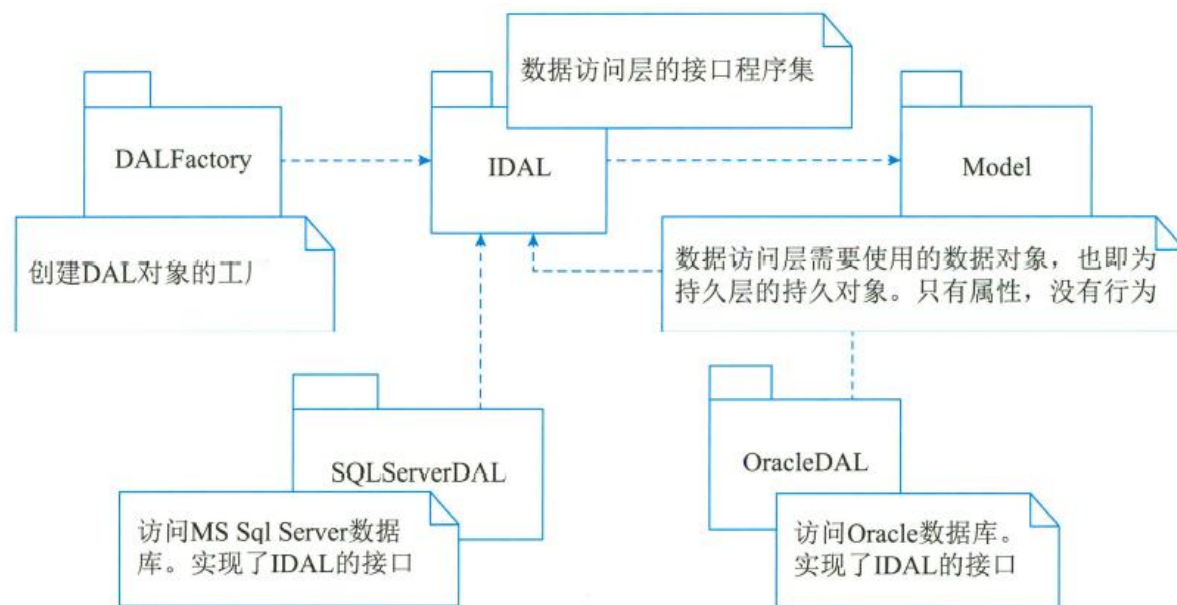 数据访问层的接口程序集
DALFactory
IDAL
Model
创建DAL对象的工厂
数据访问层需要使用的数据对象，也即为
持久层的持久对象。只有属性，没有行为
SQLServerDAL
OracleDAL
访问MS Sql Server数据
库。实现了IDAL的接口
访问Oracle数据库。
实现了IDAL的接口